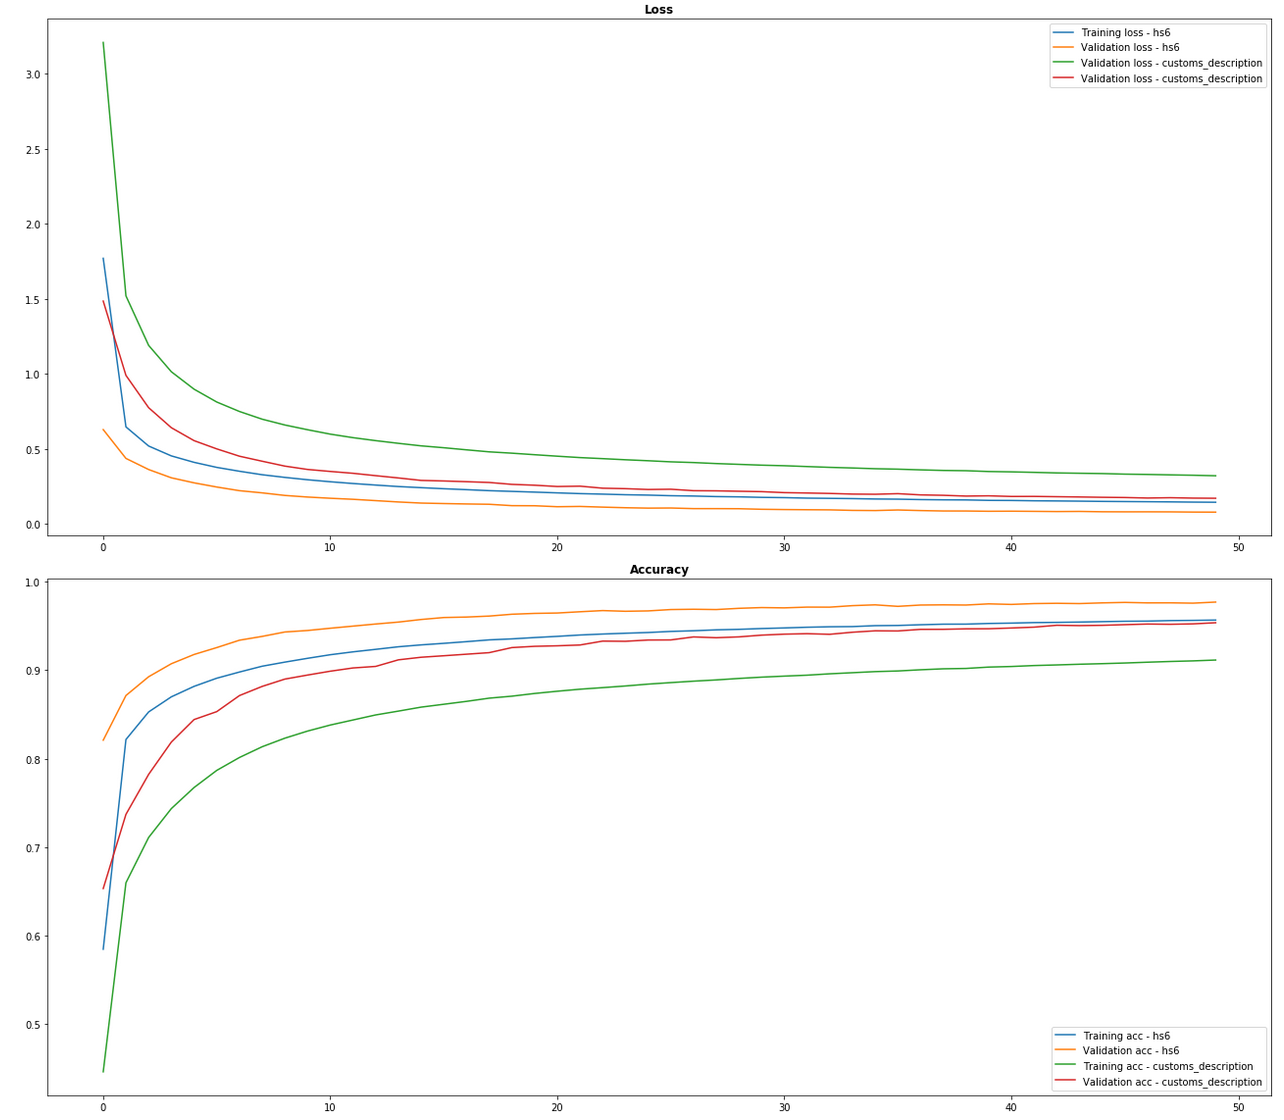 Loss
Training loss - hs6
Validation loss - hs6
Validation loss - customs_description
Validation loss - customs_description
3.0
2.5
2.0
1.5
1.0
0.5
0.0
0
10
20
30
40
50
Accuracy
1.0
0.9
0.8
0.7
0.6
0.5
Training acc - hs6
Validation acc - hs6
Training acc - customs_description
Validation acc - customs_description
0
10
20
30
40
50